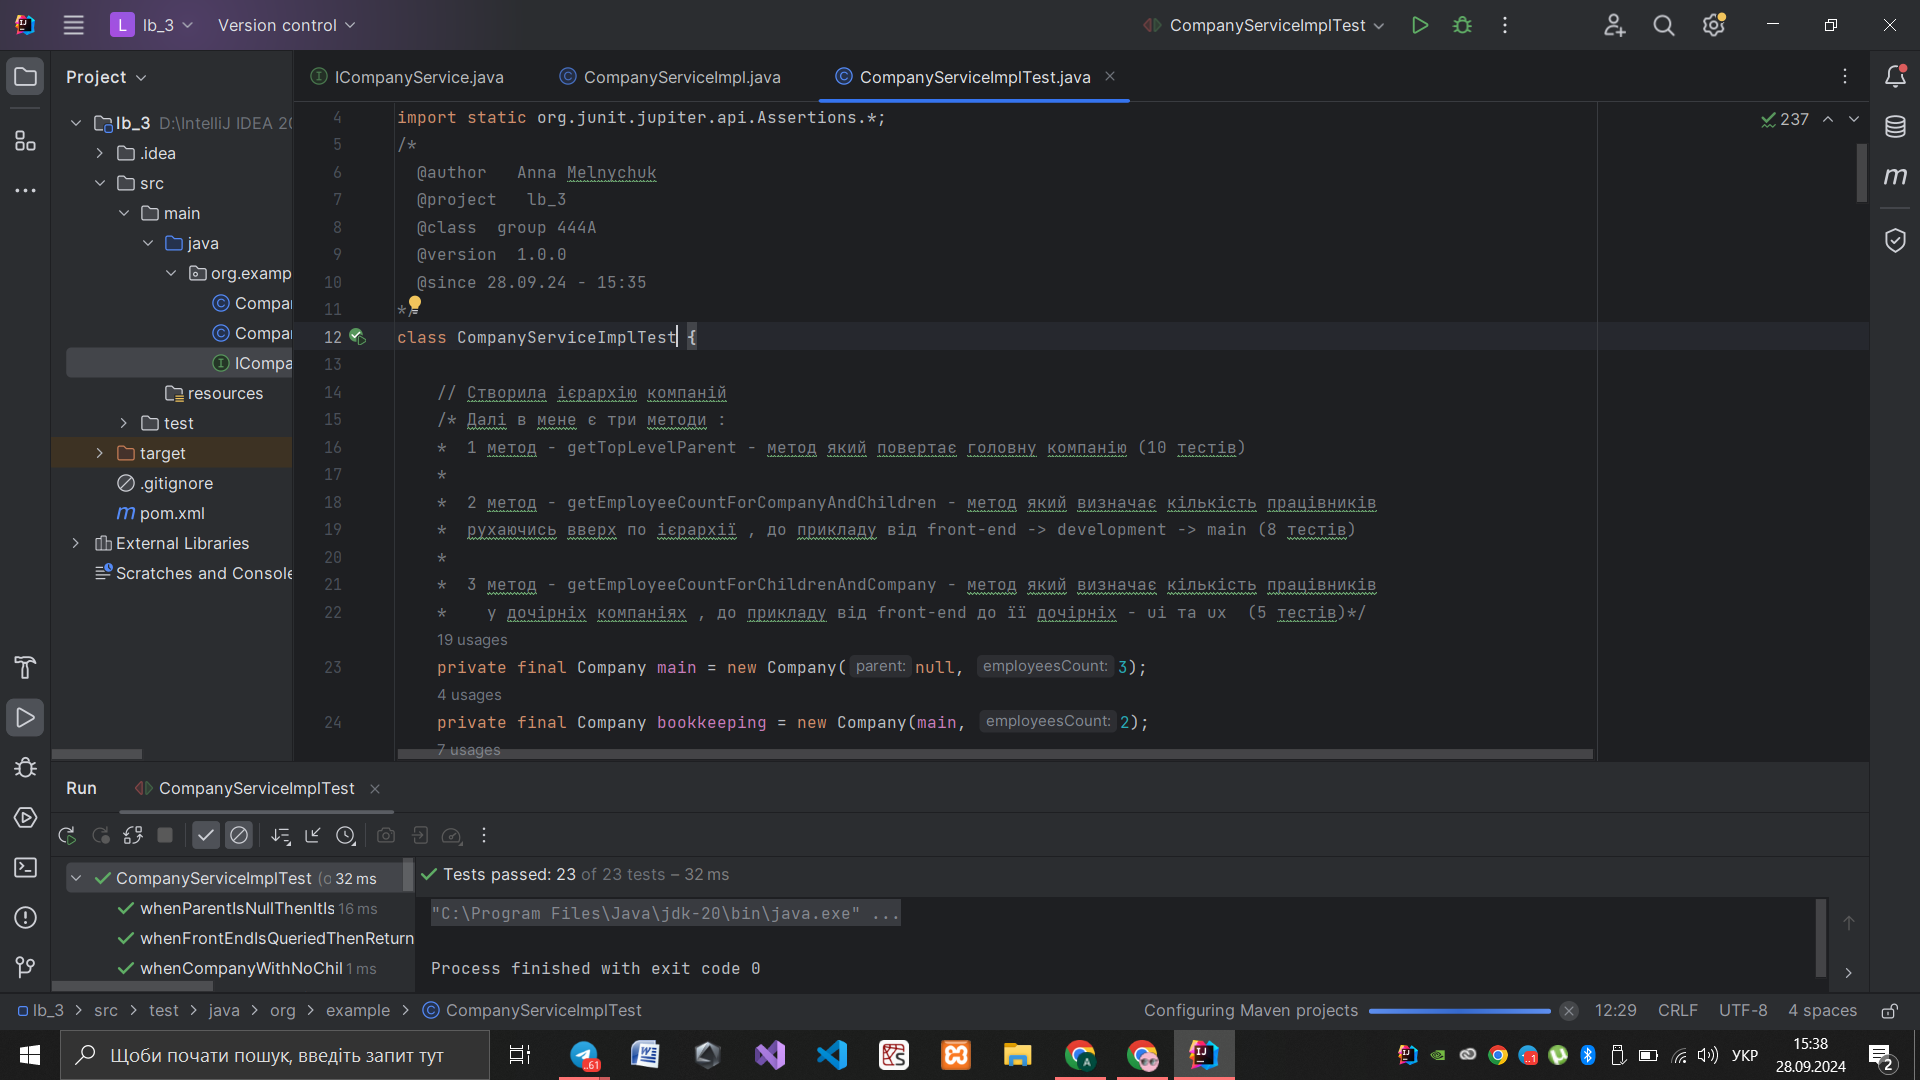 L lb_3 Version control CompanyServiceImplTest
Project
ICompanyService.java CompanyServiceImpl.java CompanyServiceImplTest.java
lb_3 D:\IntelliJ IDEA 20
.idea
src
main
java
org.examp
Compa
Compa
ICompa
resources
test
target
.gitignore
pom.xml
External Libraries
Scratches and Console
237
4 import static org.junit.jupiter.api.Assertions.*;
5 /*
6 @author Anna Melnychuk
7 @project lb_3
8 @class group 444A
9 @version 1.0.0
10 @since 28.09.24 - 15:35
11 */
12 class CompanyServiceImplTest {
13
14 // Створила ієрархію компаній
15 /* Далі в мене є три методи :
16 * 1 метод - getTopLevelParent - метод який повертає головну компанію (10 тестів)
17 *
18 * 2 метод - getEmployeeCountForCompanyAndChildren - метод який визначає кількість працівників
19 * рухаючись вверх по ієрархії , до прикладу від front-end -> development -> main (8 тестів)
20 *
21 * 3 метод - getEmployeeCountForChildrenAndCompany - метод який визначає кількість працівників
22 * у дочірніх компаніях , до прикладу від front-end до її дочірніх - ui та ux (5 тестів)*/
19 usages
23 private final Company main = new Company( parent: null, employeesCount: 3);
4 usages
24 private final Company bookkeeping = new Company(main, employeesCount: 2);
7 usages
Run CompanyServiceImplTest
CompanyServiceImplTest (o 32 ms
whenParentIsNullThenItIs 16 ms
whenFrontEndIsQueriedThenReturn
whenCompanyWithNoChil 1 ms
Tests passed: 23 of 23 tests – 32 ms
"C:\Program Files\Java\jdk-20\bin\java.exe" ...
Process finished with exit code 0
lb_3 > src > test > java > org > example > CompanyServiceImplTest
Configuring Maven projects 12:29 CRLF UTF-8 4 spaces
Щоби почати пошук, введіть запит тут
УКР
15:38
28.09.2024
2